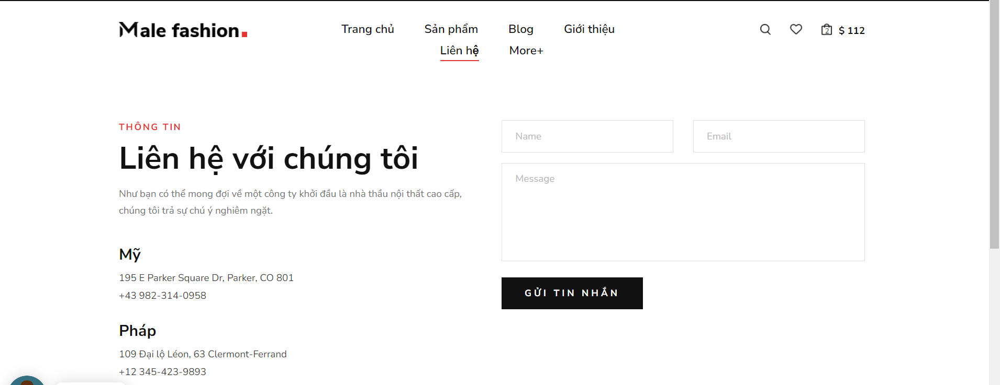 Male fashion.
Trang chủ Sản phẩm Blog Giới thiệu
Liên hệ More+
2 $ 112
THÔNG TIN
Liên hệ với chúng tôi
Như bạn có thể mong đợi về một công ty khởi đầu là nhà thầu nội thất cao cấp,
chúng tôi trả sự chú ý nghiêm ngặt.
Mỹ
195 E Parker Square Dr, Parker, CO 801
+43 982-314-0958
Pháp
109 Đại lộ Léon, 63 Clermont-Ferrand
+12 345-423-9893
Name Email
Message
GỬI TIN NHẮN